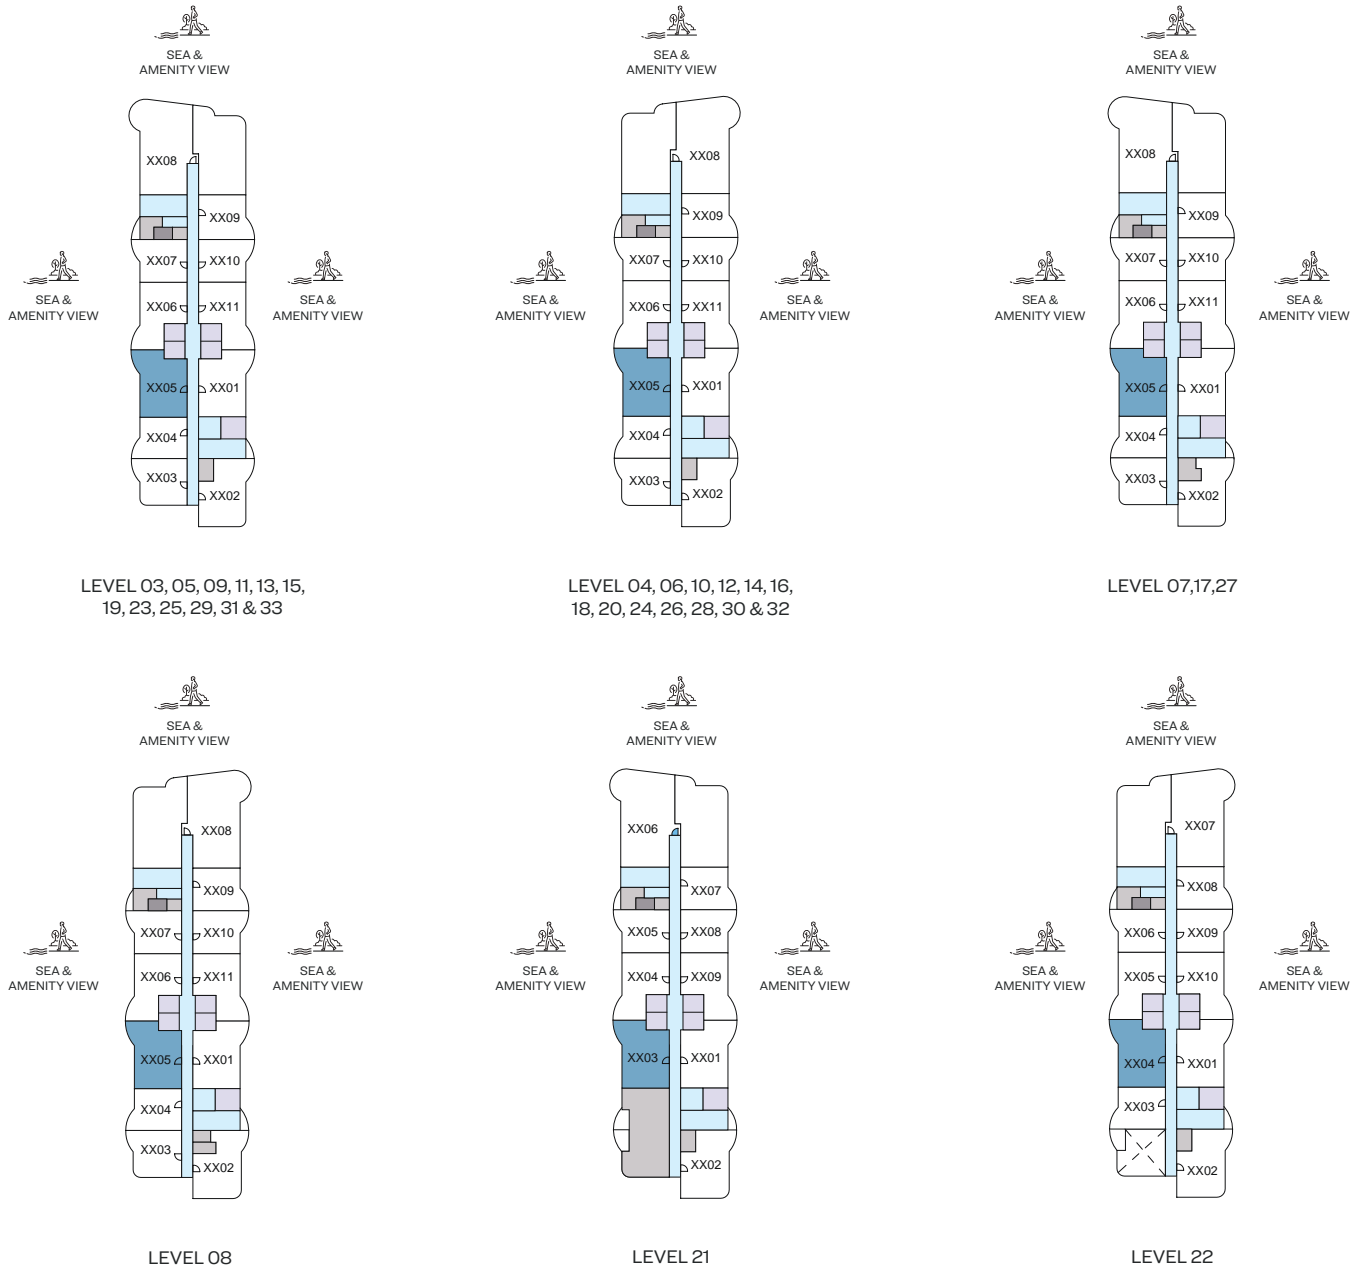 SEA &
AMENITY VIEW
XX08
XX09
XX07
XX10
SEA &
AMENITY VIEW
SEA &
AMENITY VIEW
XX06
XX11
XX05
XX01
XX04
XX03
XX02
LEVEL 03, 05, 09, 11, 13, 15,
19, 23, 25, 29, 31 & 33
SEA &
AMENITY VIEW
XX08
XX09
XX07
XX10
SEA &
AMENITY VIEW
SEA &
AMENITY VIEW
XX06
XX11
XX05
XX01
XX04
XX03
XX02
LEVEL 04, 06, 10, 12, 14, 16,
18, 20, 24, 26, 28, 30 & 32
SEA &
AMENITY VIEW
XX08
XX09
XX07
XX10
SEA &
AMENITY VIEW
SEA &
AMENITY VIEW
XX06
XX11
XX05
XX01
XX04
XX03
XX02
LEVEL 07,17,27
SEA &
AMENITY VIEW
XX08
XX09
XX07
XX10
SEA &
AMENITY VIEW
SEA &
AMENITY VIEW
XX06
XX11
XX05
XX01
XX04
XX03
XX02
LEVEL 08
SEA &
AMENITY VIEW
XX06
XX07
XX05
XX08
SEA &
AMENITY VIEW
SEA &
AMENITY VIEW
XX04
XX09
XX03
XX01
XX02
LEVEL 21
SEA &
AMENITY VIEW
XX07
XX08
XX06
XX09
SEA &
AMENITY VIEW
SEA &
AMENITY VIEW
XX05
XX10
XX04
XX01
XX03
XX02
LEVEL 22